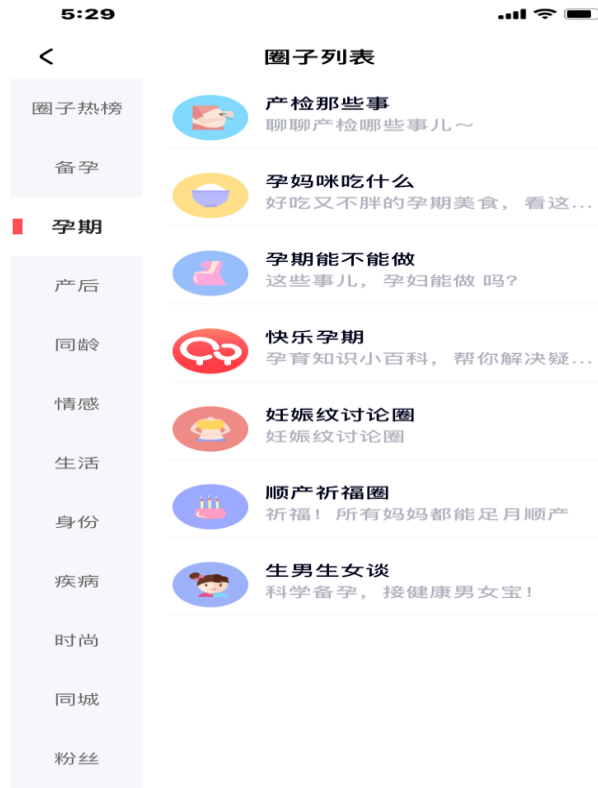 5:29
圈子列表
圈子热榜
备孕
孕期
产后
同龄
情感
生活
身份
疾病
时尚
同城
粉丝
产检那些事
聊聊产检哪些事儿～
孕妈咪吃什么
好吃又不胖的孕期美食，看这...
孕期能不能做
这些事儿，孕妇能做 吗？
快乐孕期
孕育知识小百科，帮你解决疑...
妊娠纹讨论圈
妊娠纹讨论圈
顺产祈福圈
祈福！所有妈妈都能足月顺产
生男生女谈
科学备孕，接健康男女宝！